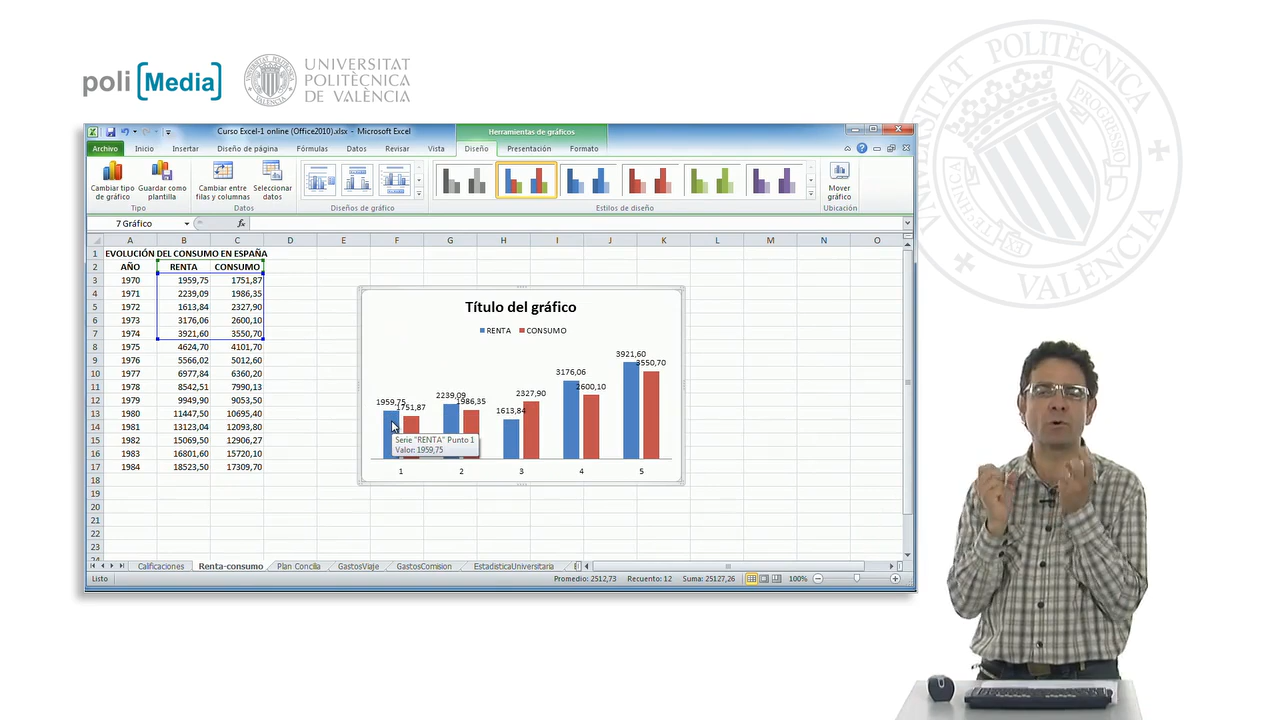 poli [Media]
UNIVERSITAT
POLITÈCNICA
DE VALÈNCIA
UNIVERSITAT POLITÈCNICA
VALÈNCIA
PROGRESSIO
Curso Excel-1 online (Office2010).xlsx - Microsoft Excel
Herramientas de gráficos
Archivo Inicio Insertar Diseño de página Fórmulas Datos Revisar Vista Diseño Presentación Formato
Cambiar tipo de gráfico
Guardar como plantilla
Cambiar entre filas y columnas
Seleccionar datos
Mover gráfico
Tipo Datos Diseños de gráfico Estilos de diseño Ubicación
7 Gráfico fx
A B C D E F G H I J K L M N O
1 EVOLUCIÓN DEL CONSUMO EN ESPAÑA
2 AÑO RENTA CONSUMO
3 1970 1959,75 1751,87
4 1971 2239,09 1986,35
5 1972 1613,84 2327,90
6 1973 3176,06 2600,10
7 1974 3921,60 3550,70
8 1975 4624,70 4101,70
9 1976 5566,02 5012,60
10 1977 6977,84 6360,20
11 1978 8542,51 7990,13
12 1979 9949,90 9053,50
13 1980 11447,50 10695,40
14 1981 13123,04 12093,80
15 1982 15069,50 12906,27
16 1983 16801,60 15720,10
17 1984 18523,50 17309,70
18
19
20
21
22
23
24
Título del gráfico
RENTA CONSUMO
3921,60
3550,70
3176,06
2600,10
2327,90
2239,09
1986,35
1959,75
1751,87
1613,84
Serie "RENTA" Punto 1
Valor: 1959,75
1 2 3 4 5
Calificaciones Renta-consumo Plan Concilia GastosViaje GastosComision EstadisticaUniversitaria
Listo Promedio: 2512,73 Recuento: 12 Suma: 25127,26 100%